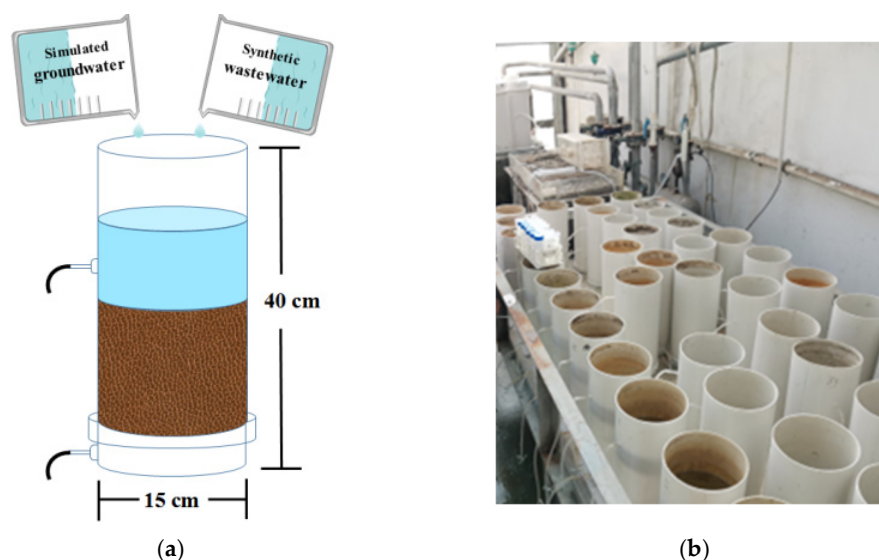 Simulated
groundwater
Synthetic
wastewater
40 cm
15 cm
(a)
(b)